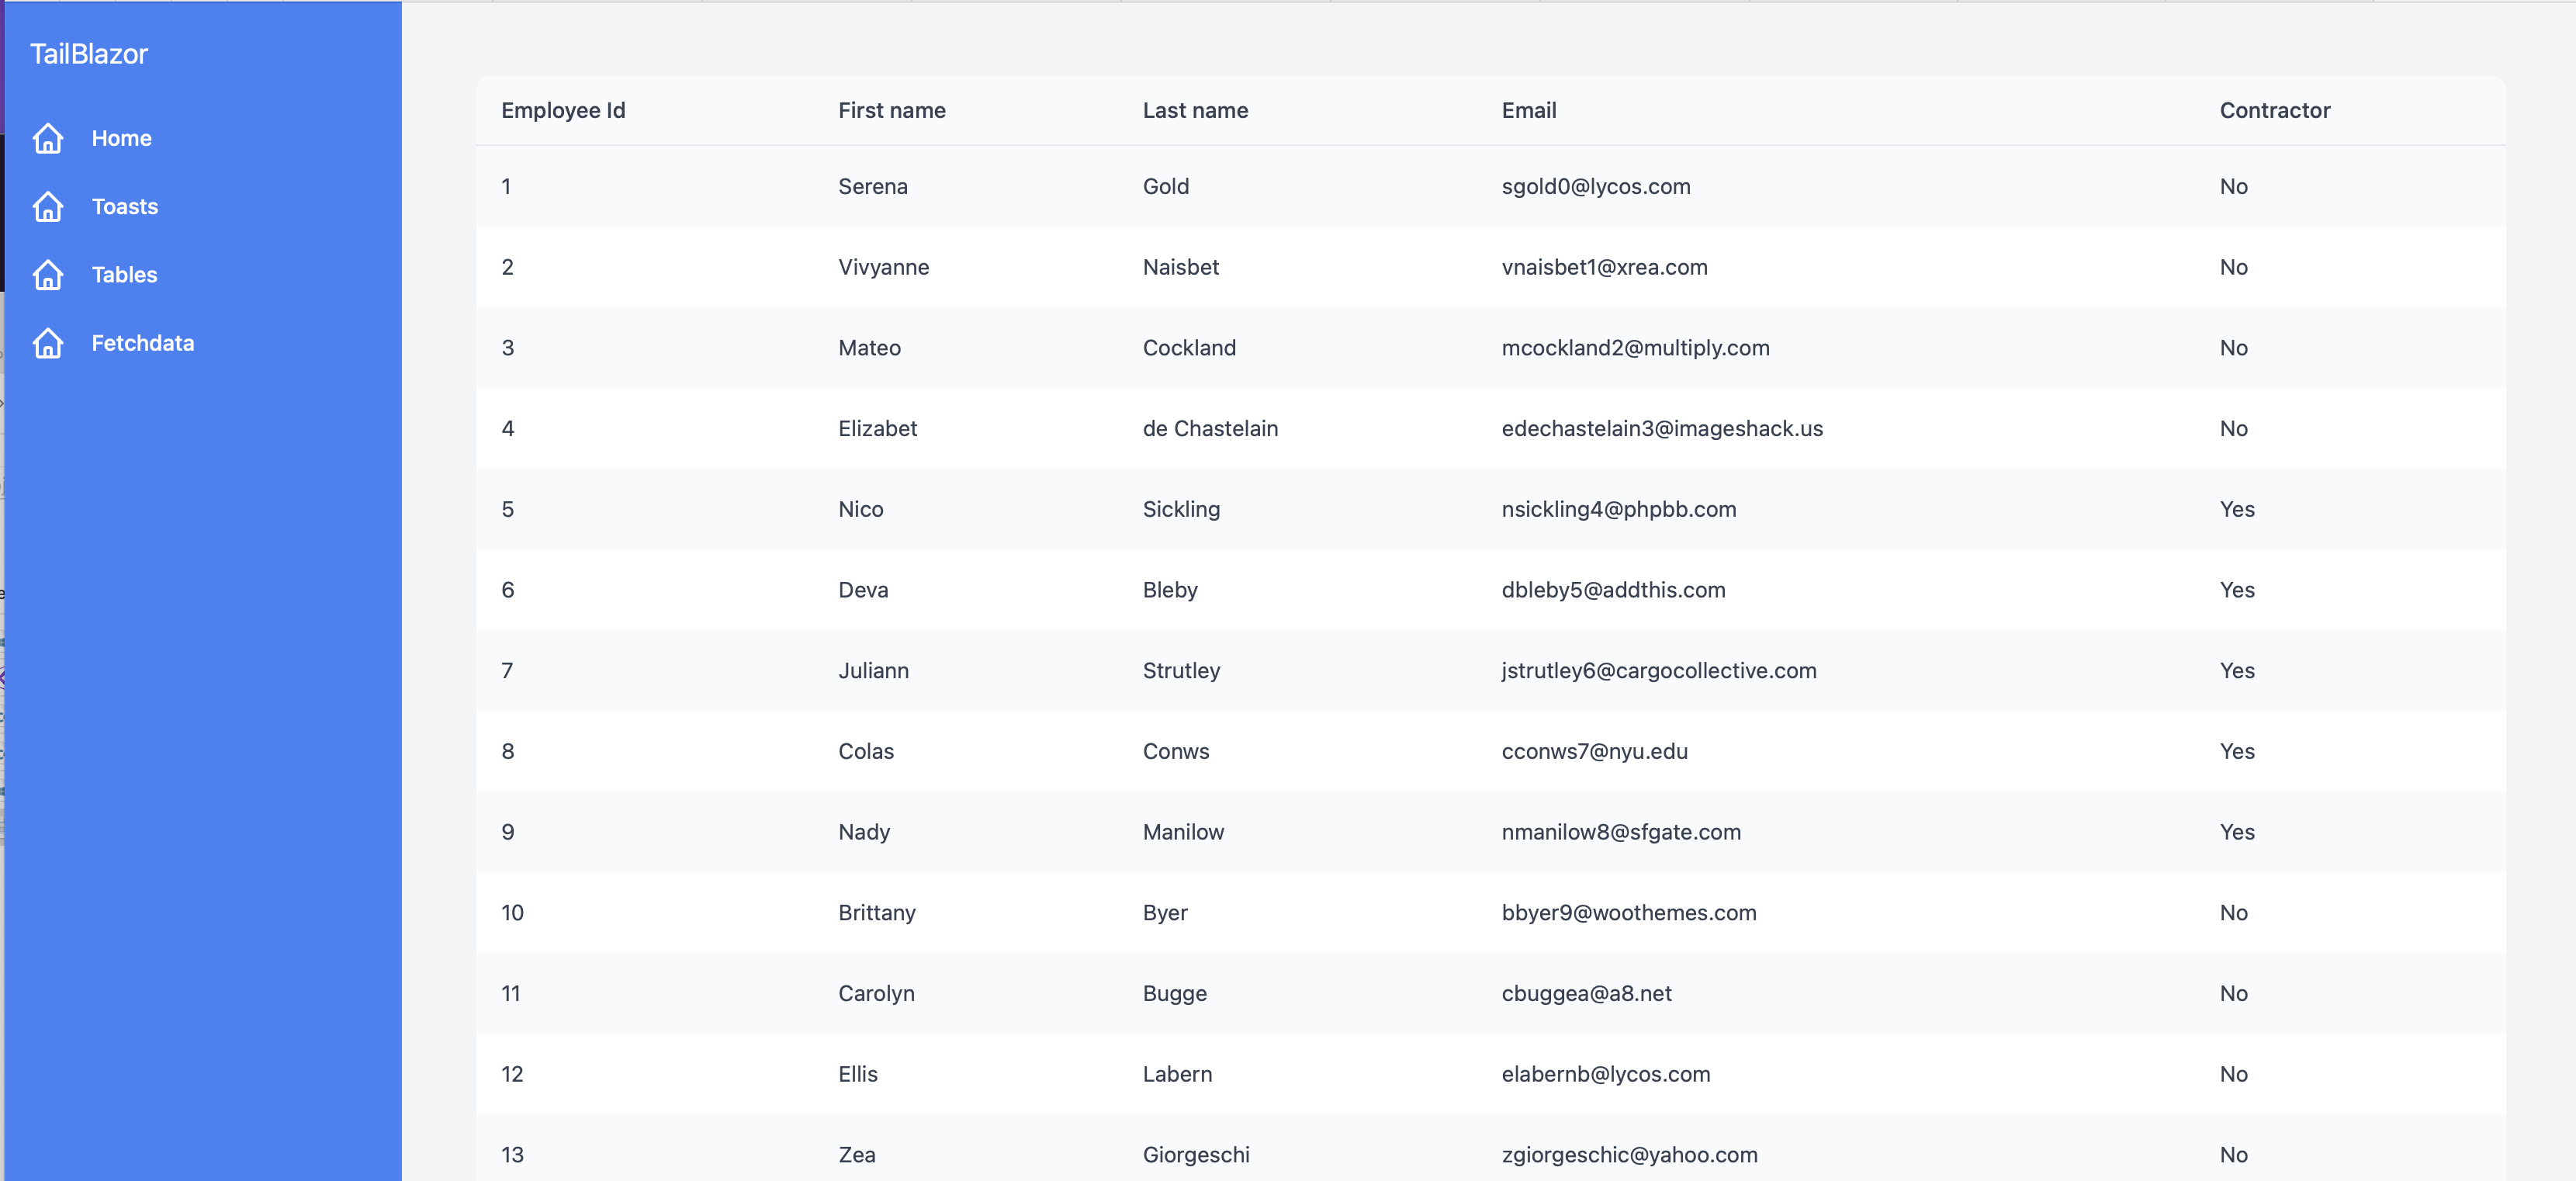 TailBlazor
Home
Toasts
Tables
Fetchdata
Employee Id First name Last name Email Contractor
1 Serena Gold sgold0@lycos.com No
2 Vivyanne Naisbet vnaisbet1@xrea.com No
3 Mateo Cockland mcockland2@multiply.com No
4 Elizabet de Chastelain edechastelain3@imageshack.us No
5 Nico Sickling nsickling4@phpbb.com Yes
6 Deva Bleby dbleby5@addthis.com Yes
7 Juliann Strutley jstrutley6@cargocollective.com Yes
8 Colas Conws cconws7@nyu.edu Yes
9 Nady Manilow nmanilow8@sfgate.com Yes
10 Brittany Byer bbyer9@woothemes.com No
11 Carolyn Bugge cbuggea@a8.net No
12 Ellis Labern elabernb@lycos.com No
13 Zea Giorgeschi zgiorgeschic@yahoo.com No